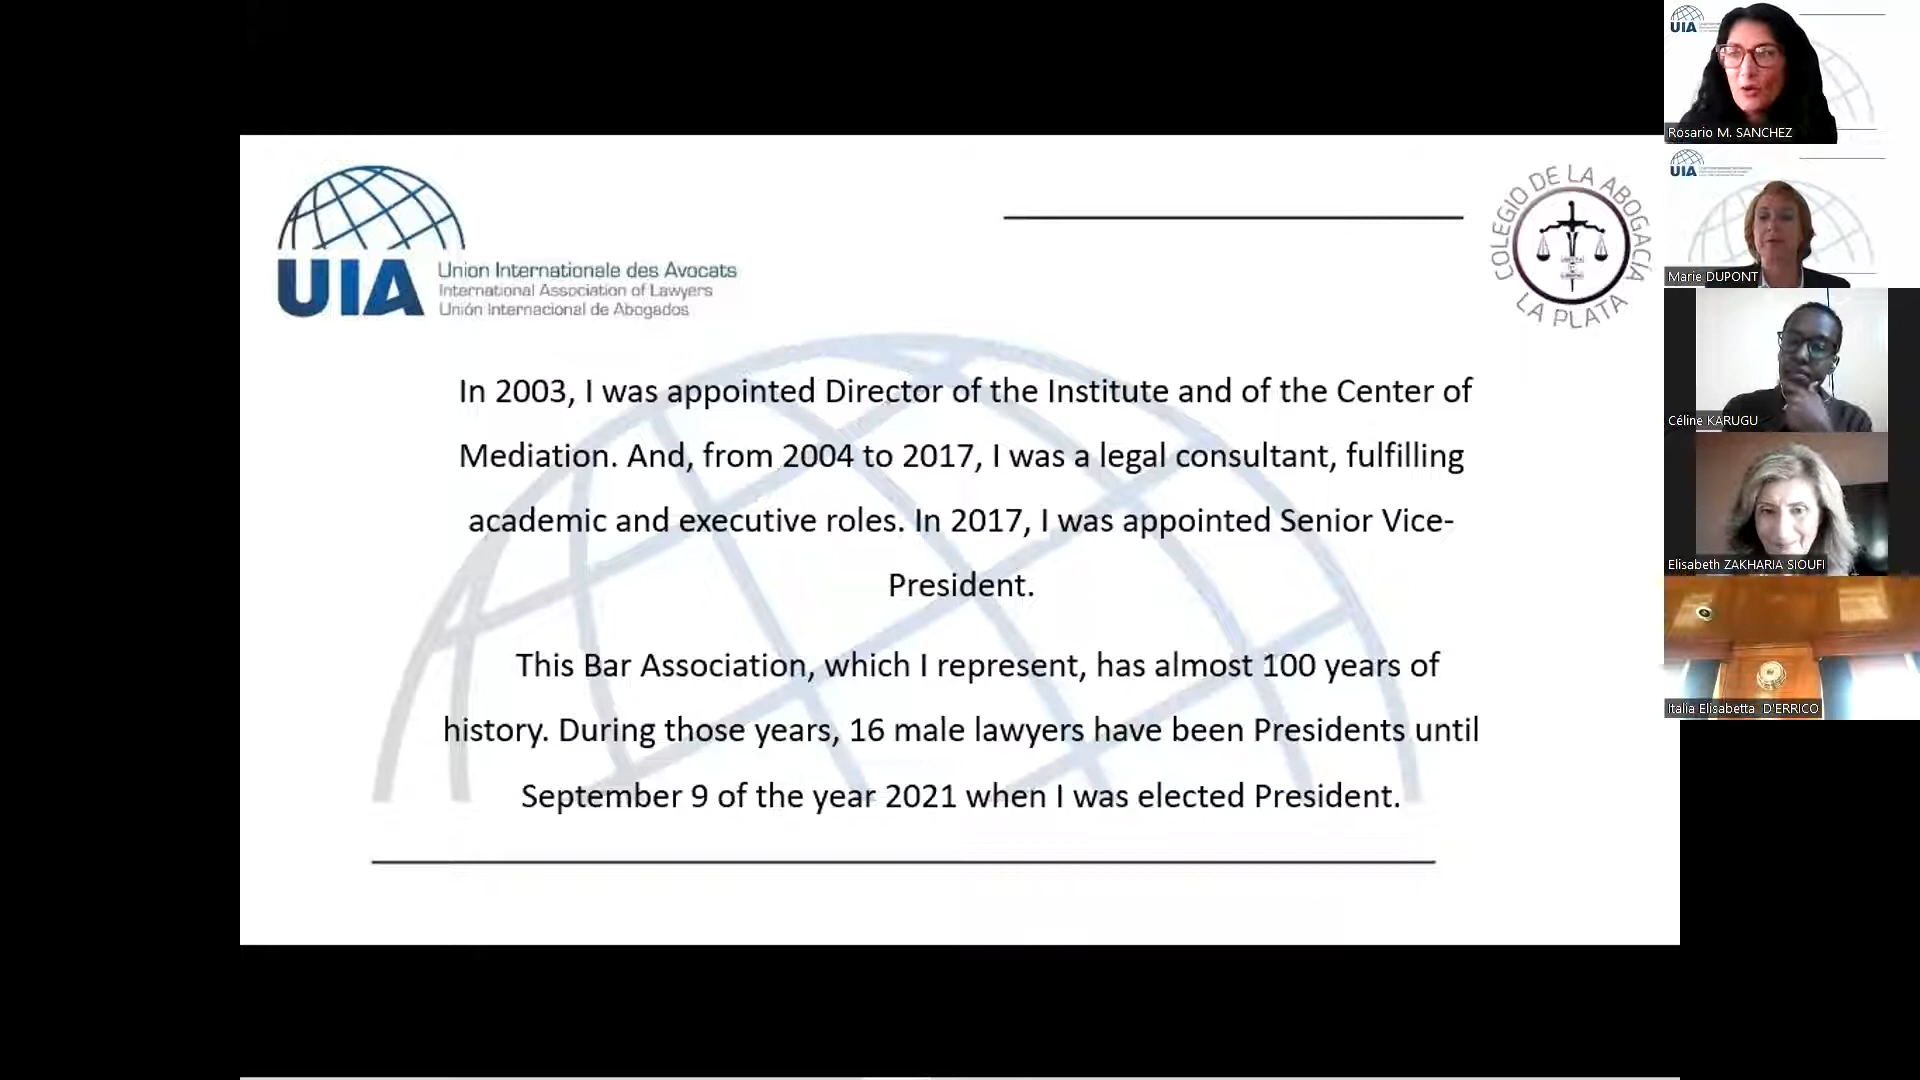 UIA
Union Internationale des Avocats
International Association of Lawyers
Unión Internacional de Abogados
COLEGIO DE LA ABOGACÍA
LA PLATA
In 2003, I was appointed Director of the Institute and of the Center of
Mediation. And, from 2004 to 2017, I was a legal consultant, fulfilling
academic and executive roles. In 2017, I was appointed Senior Vice-
President.
This Bar Association, which I represent, has almost 100 years of
history. During those years, 16 male lawyers have been Presidents until
September 9 of the year 2021 when I was elected President.
UIA
Rosario M. SANCHEZ
UIA
Marie DUPONT
Céline KARUGU
Elisabeth ZAKHARIA SIOUFI
Italia Elisabetta D'ERRICO